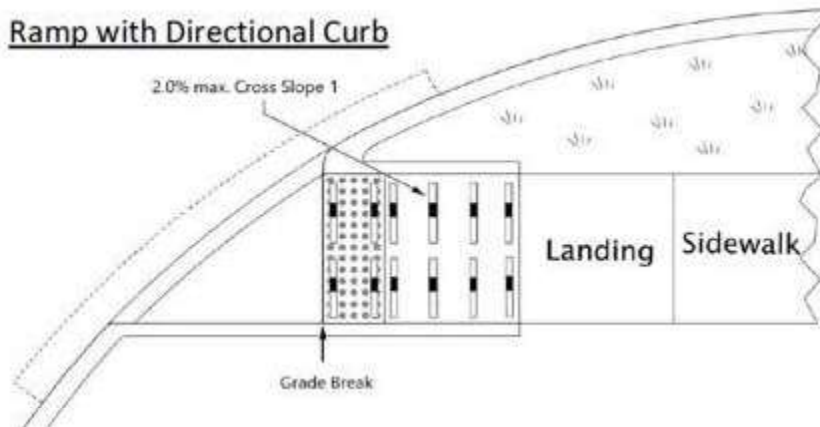 Ramp with Directional Curb
2.0% max. Cross Slope 1
Landing
Sidewalk
Grade Break